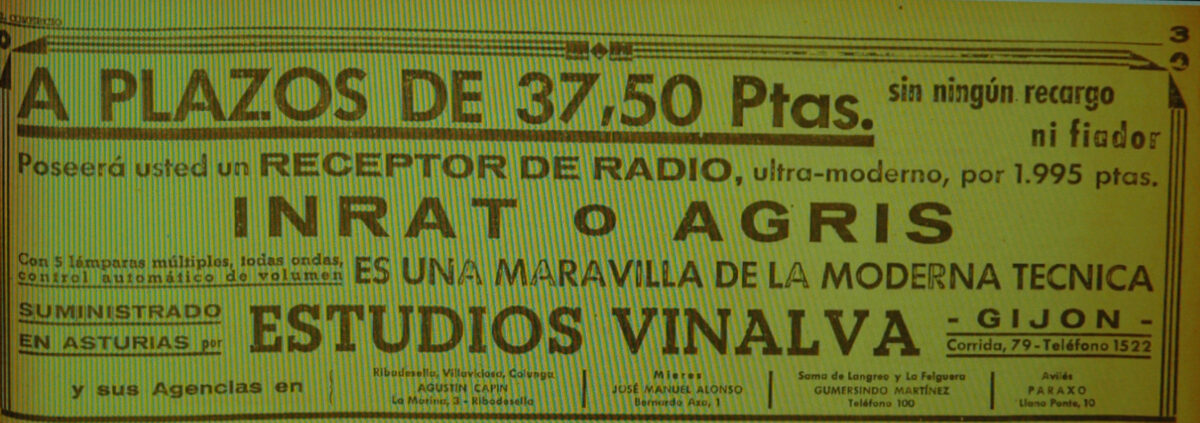 EL COMERCIO
3
A PLAZOS DE 37,50 Ptas. sin ningún recargo
ni fiador
Poseerá usted un RECEPTOR DE RADIO, ultra-moderno, por 1.995 ptas.
INRAT o AGRIS
Con 5 lámparas múltiples, todas ondas,
control automático de volumen
ES UNA MARAVILLA DE LA MODERNA TECNICA
SUMINISTRADO
EN ASTURIAS por
ESTUDIOS VINALVA
- GIJON -
Corrida, 79-Teléfono 1522
y sus Agencias en
Ribadesella, Villaviciosa, Colunga
AGUSTIN CAPIN
La Marina, 3 - Ribadesella
Mieres
JOSÉ MANUEL ALONSO
Bernardo Aza, 1
Sama de Langreo y La Felguera
GUMERSINDO MARTÍNEZ
Teléfono 100
Avilés
PARAXO
Llano Ponte, 10